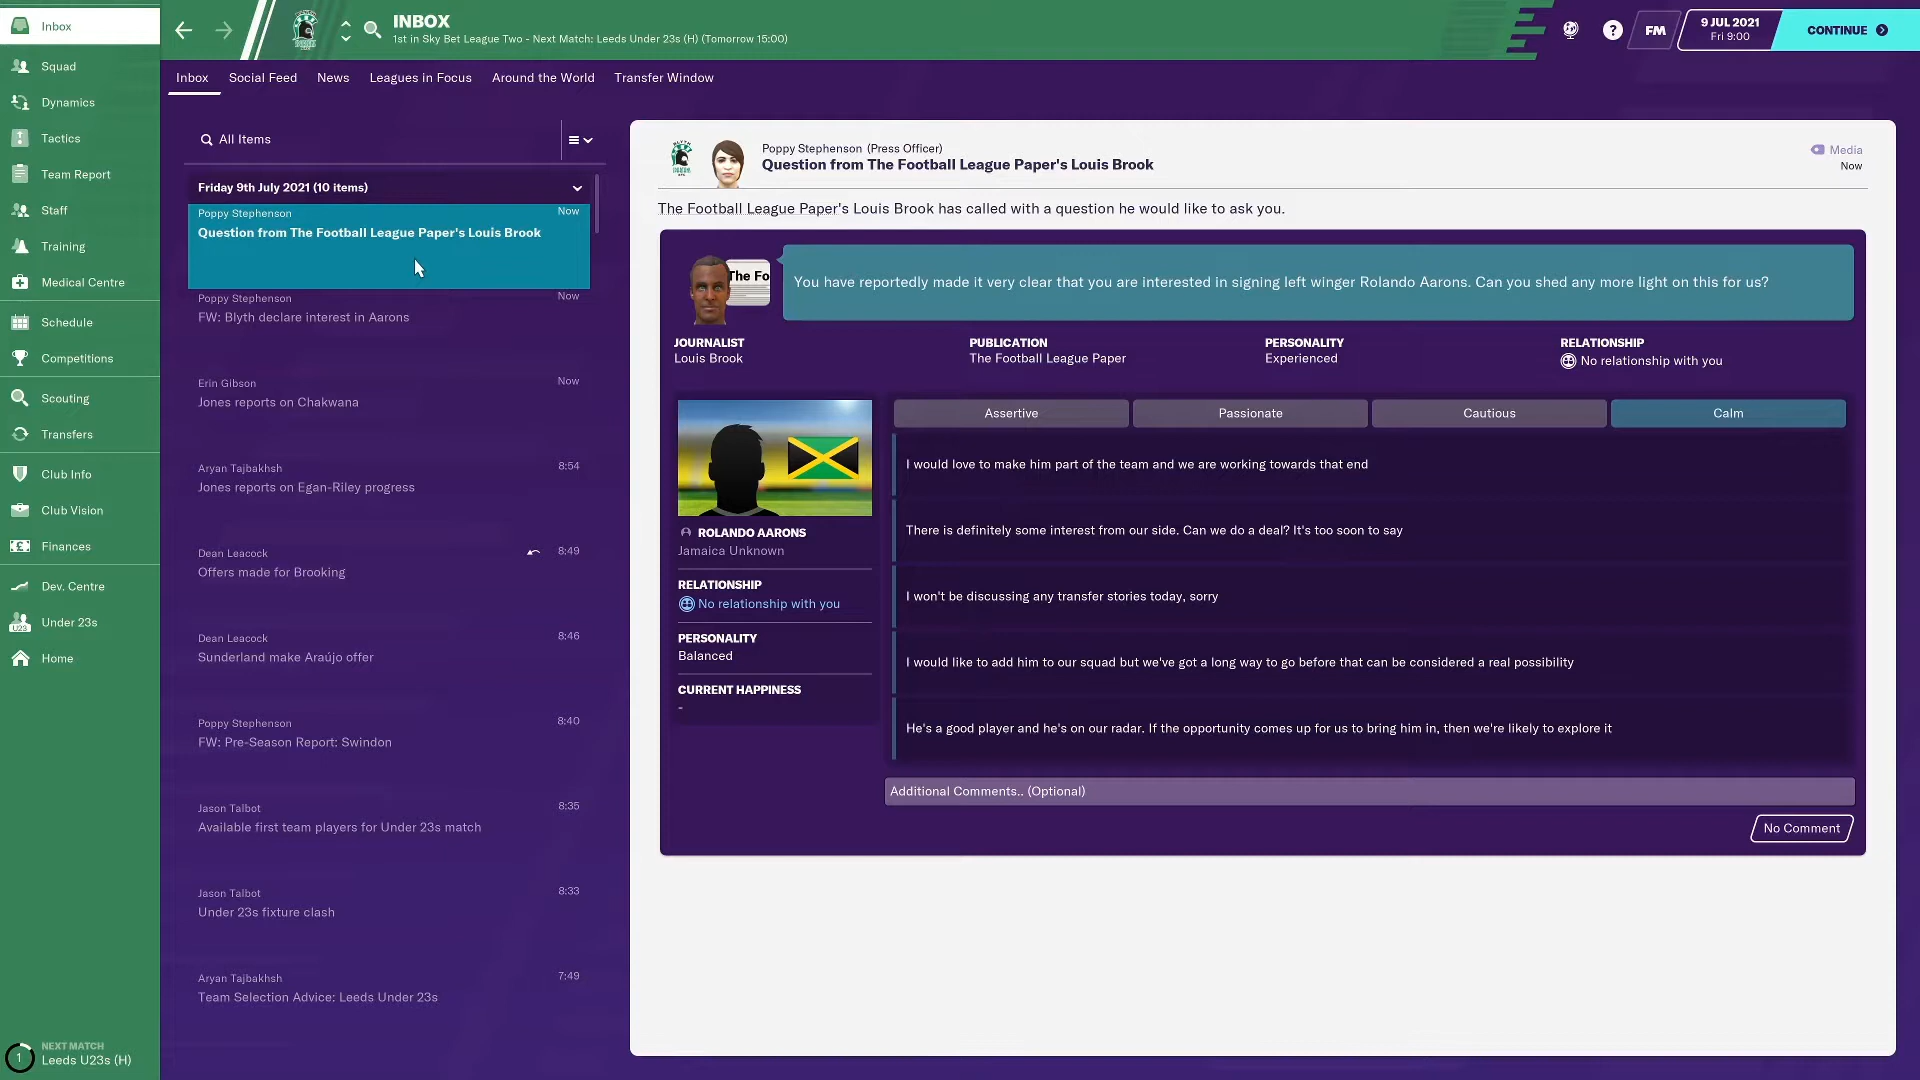 Inbox
Squad
Dynamics
Tactics
Team Report
Staff
Training
Medical Centre
Schedule
Competitions
Scouting
Transfers
Club Info
Club Vision
Finances
Dev. Centre
U23
Under 23s
Home
1
NEXT MATCH
Leeds U23s (H)
INBOX
1st in Sky Bet League Two - Next Match: Leeds Under 23s (H) (Tomorrow 15:00)
?
FM
9 JUL 2021
Fri 9:00
CONTINUE
Inbox
Social Feed
News
Leagues in Focus
Around the World
Transfer Window
All Items
Friday 9th July 2021 (10 items)
Poppy Stephenson
Now
Question from The Football League Paper's Louis Brook
Poppy Stephenson
Now
FW: Blyth declare interest in Aarons
Erin Gibson
Now
Jones reports on Chakwana
Aryan Tajbakhsh
8:54
Jones reports on Egan-Riley progress
Dean Leacock
8:49
Offers made for Brooking
Dean Leacock
8:46
Sunderland make Araújo offer
Poppy Stephenson
8:40
FW: Pre-Season Report: Swindon
Jason Talbot
8:35
Available first team players for Under 23s match
Jason Talbot
8:33
Under 23s fixture clash
Aryan Tajbakhsh
7:49
Team Selection Advice: Leeds Under 23s
Poppy Stephenson (Press Officer)
Question from The Football League Paper's Louis Brook
Media
Now
The Football League Paper's Louis Brook has called with a question he would like to ask you.
The Fo
You have reportedly made it very clear that you are interested in signing left winger Rolando Aarons. Can you shed any more light on this for us?
JOURNALIST
Louis Brook
PUBLICATION
The Football League Paper
PERSONALITY
Experienced
RELATIONSHIP
No relationship with you
ROLANDO AARONS
Jamaica Unknown
RELATIONSHIP
No relationship with you
PERSONALITY
Balanced
CURRENT HAPPINESS
-
Assertive
Passionate
Cautious
Calm
I would love to make him part of the team and we are working towards that end
There is definitely some interest from our side. Can we do a deal? It's too soon to say
I won't be discussing any transfer stories today, sorry
I would like to add him to our squad but we've got a long way to go before that can be considered a real possibility
He's a good player and he's on our radar. If the opportunity comes up for us to bring him in, then we're likely to explore it
Additional Comments.. (Optional)
No Comment